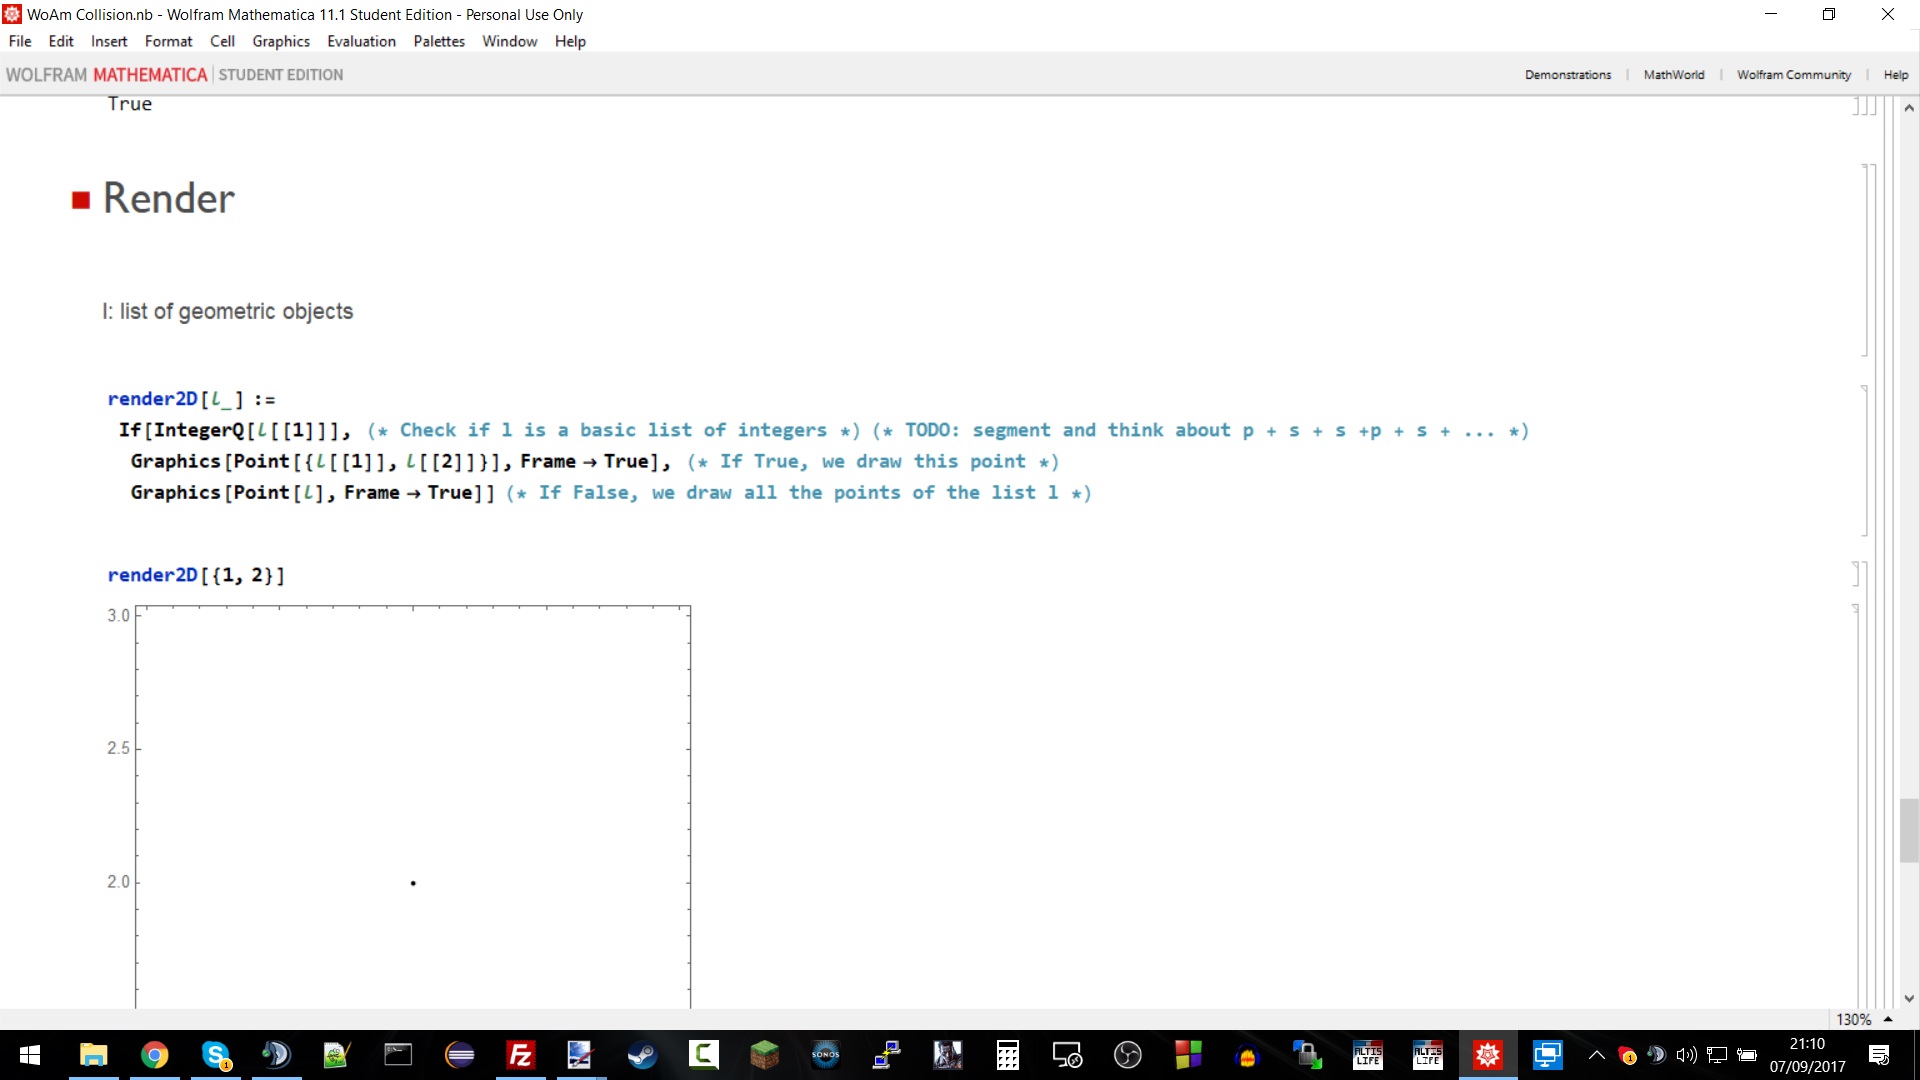 WoAm Collision.nb - Wolfram Mathematica 11.1 Student Edition - Personal Use Only
File Edit Insert Format Cell Graphics Evaluation Palettes Window Help
WOLFRAM MATHEMATICA STUDENT EDITION
Demonstrations MathWorld Wolfram Community Help
True
Render
l: list of geometric objects
render2D[l_] :=
If[IntegerQ[l[[1]]], (* Check if l is a basic list of integers *) (* TODO: segment and think about p + s + s +p + s + ... *)
Graphics[Point[{l[[1]], l[[2]]}], Frame → True], (* If True, we draw this point *)
Graphics[Point[l], Frame → True]] (* If False, we draw all the points of the list l *)
render2D[{1, 2}]
3.0
2.5
2.0
130%
SONOS
ALTIS LIFE
ALTIS LIFE
21:10
07/09/2017